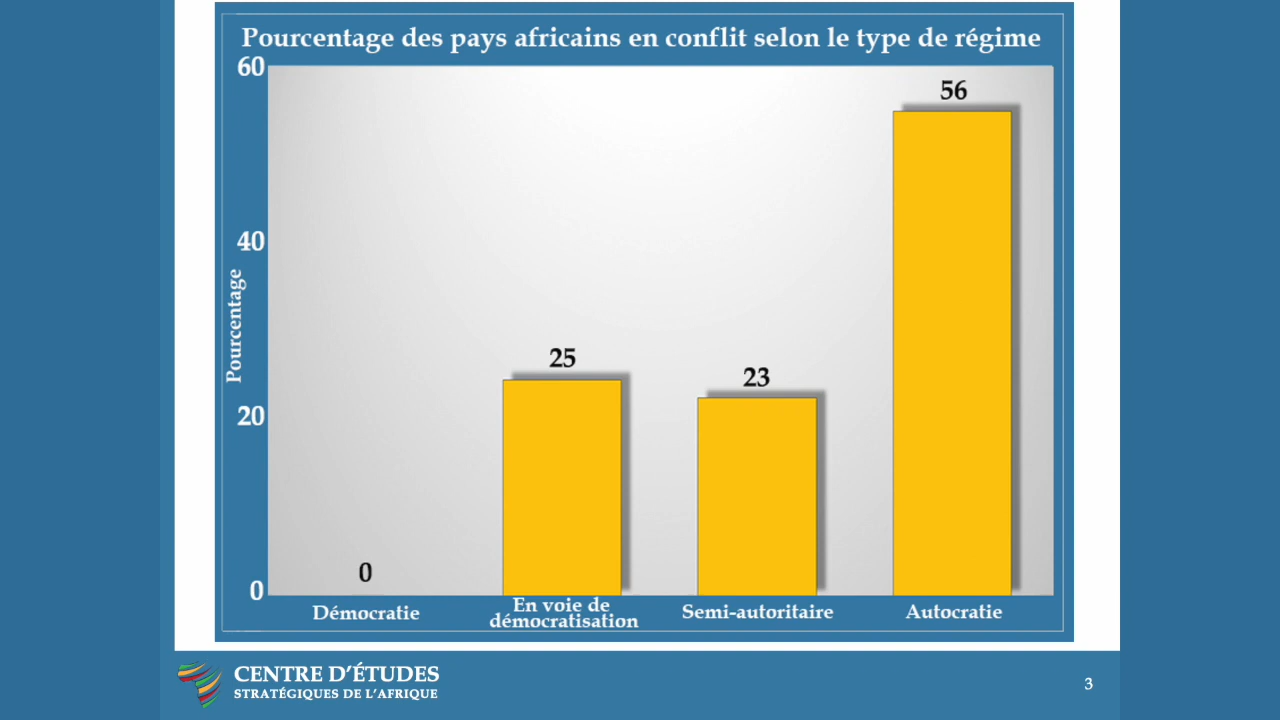 Pourcentage des pays africains en conflit selon le type de régime
60
40
20
0
Pourcentage
0
25
23
56
Démocratie
En voie de
démocratisation
Semi-autoritaire
Autocratie
CENTRE D’ÉTUDES
STRATÉGIQUES DE L’AFRIQUE
3